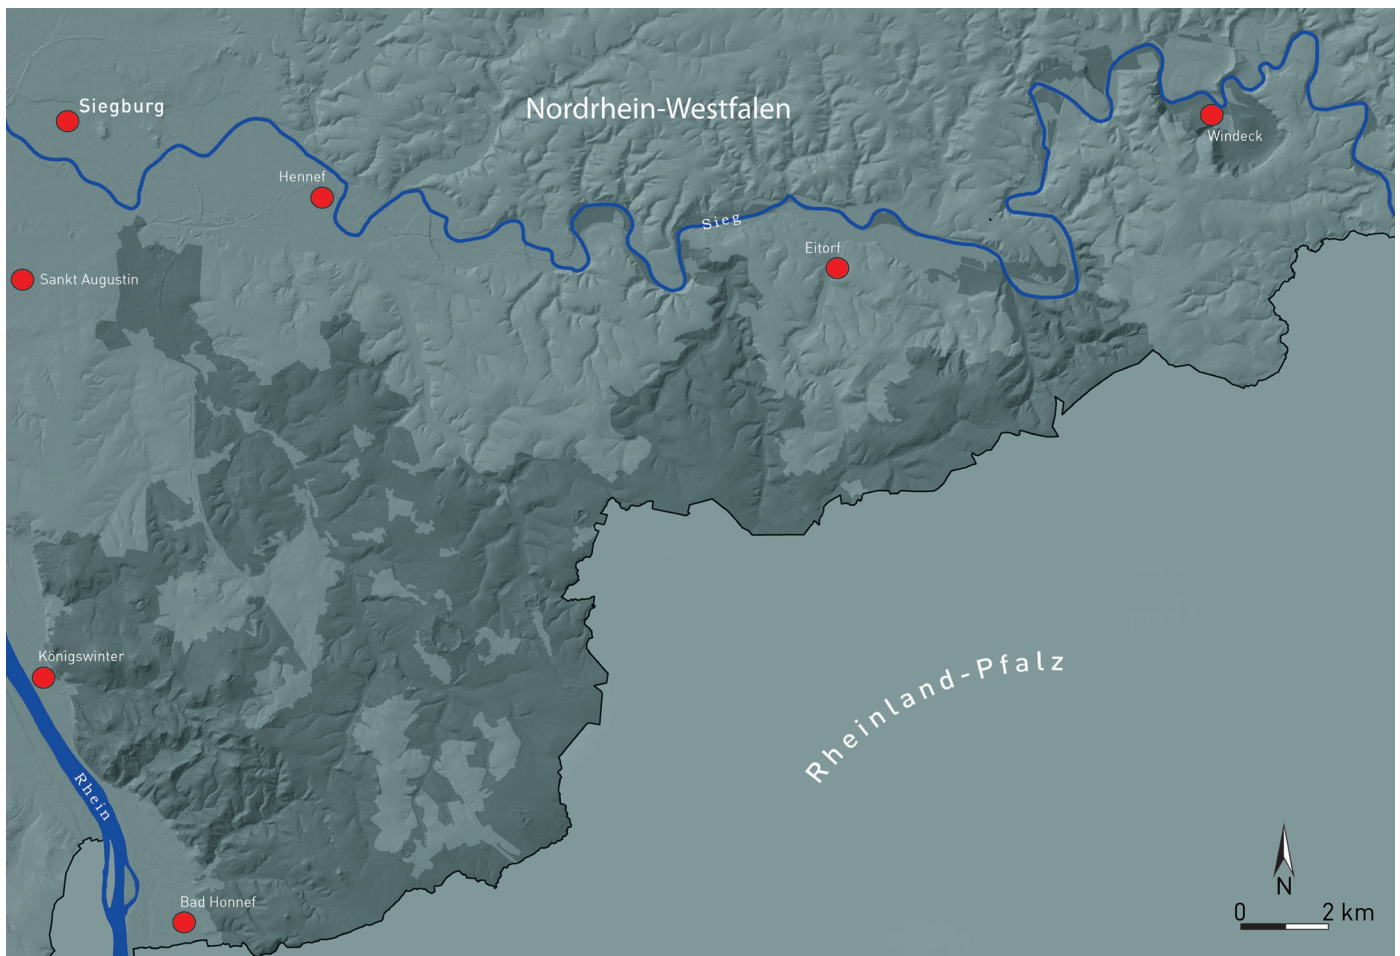 Siegburg
Nordrhein-Westfalen
Windeck
Hennef
Sieg
Eitorf
Sankt Augustin
Königswinter
Rheinland-Pfalz
Rhein
Bad Honnef
N
0 2 km